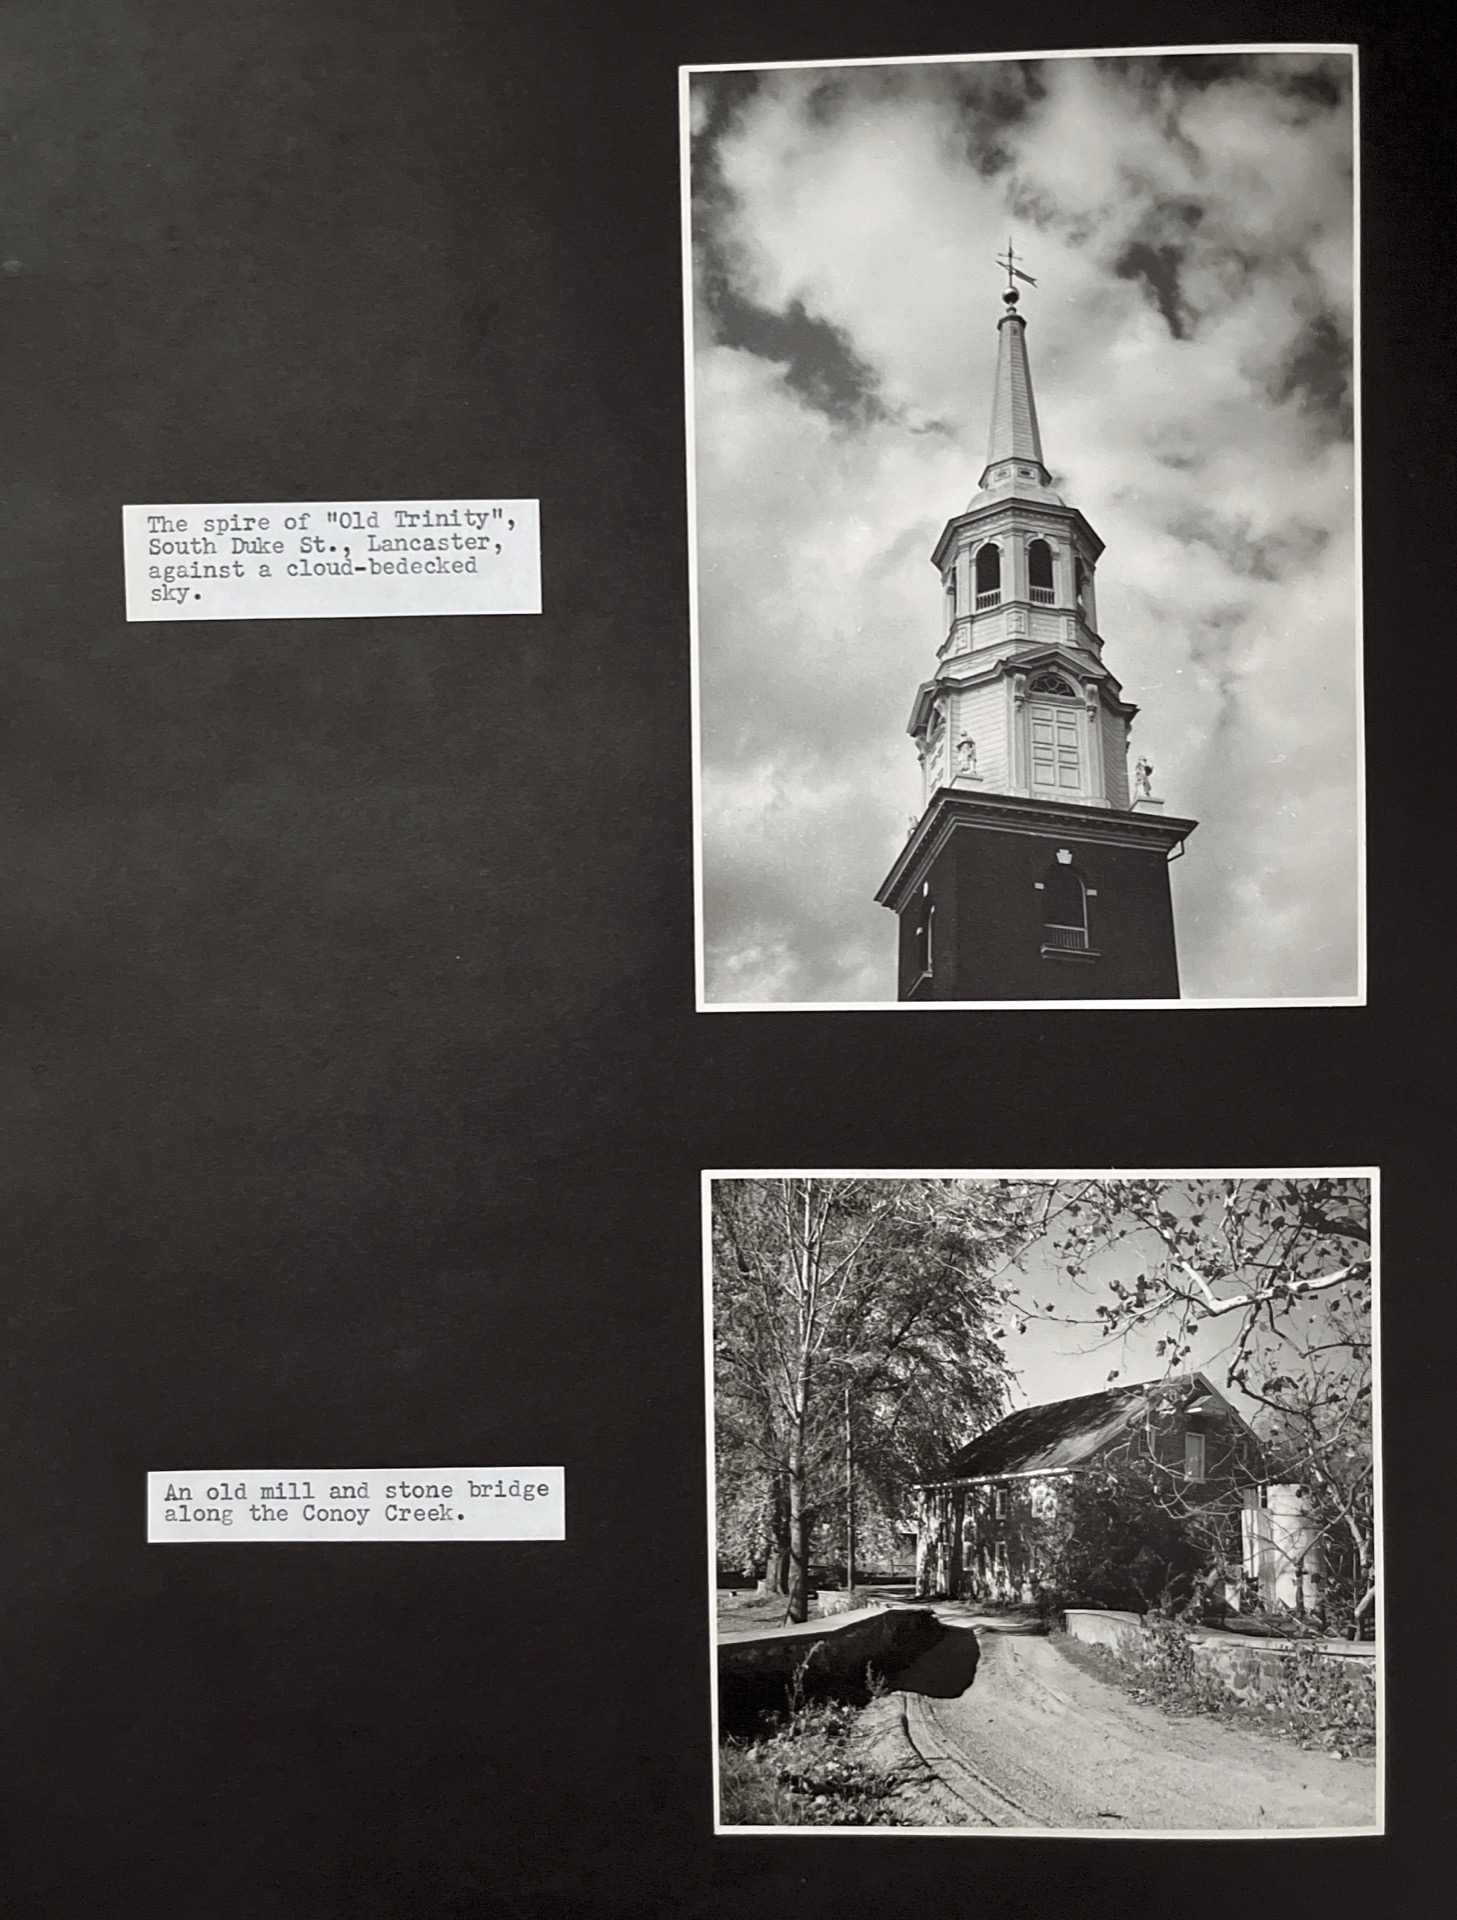 The spire of "Old Trinity",
South Duke St., Lancaster,
against a cloud-bedecked
sky.
An old mill and stone bridge
along the Conoy Creek.